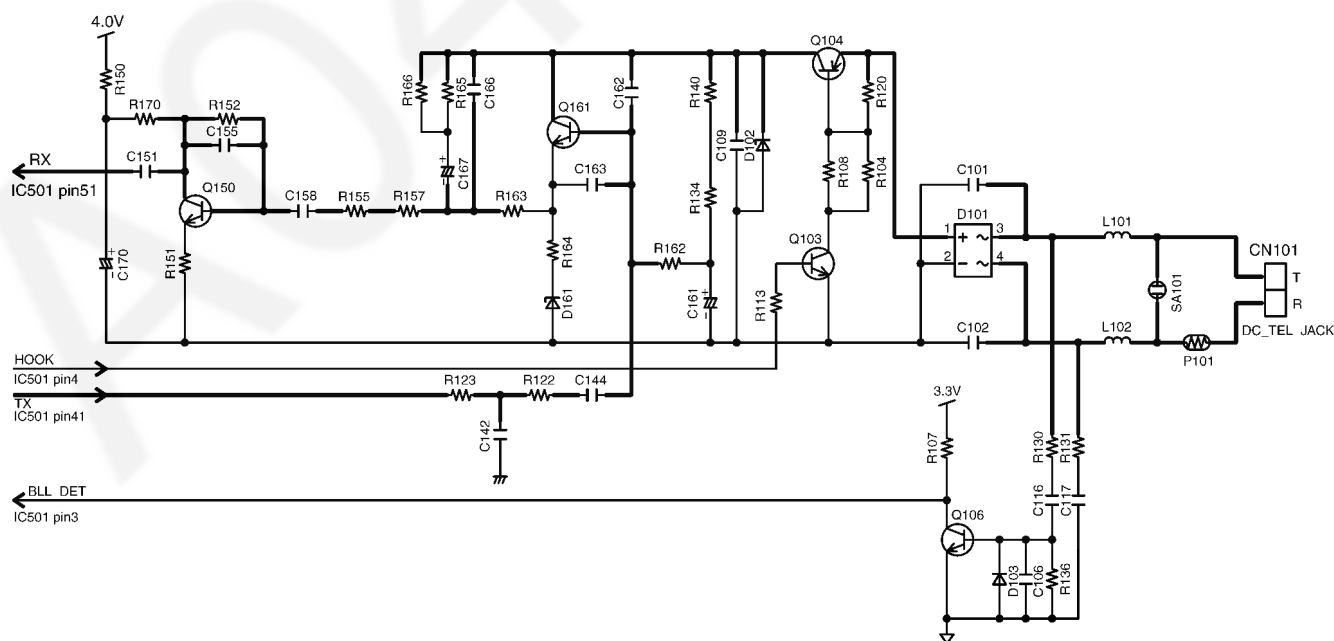 4.0V
Q104
R150
R166
R165
C166
C162
R140
R120
R170
R152
Q161
C155
C109
D102
RX
C151
C167
C163
R108
R104
C101
IC501 pin51
Q150
C158
R155
R157
R163
R134
D101
L101
CN101
1
+
~
3
2
-
~
4
C170
R151
R164
R162
Q103
SA101
T
R
D161
C161
R113
C102
L102
DC_TEL JACK
P101
HOOK
IC501 pin4
R123
R122
C144
TX
IC501 pin41
3.3V
C142
R107
R130
R131
BLL DET
IC501 pin3
C116
C117
Q106
D103
C106
R136